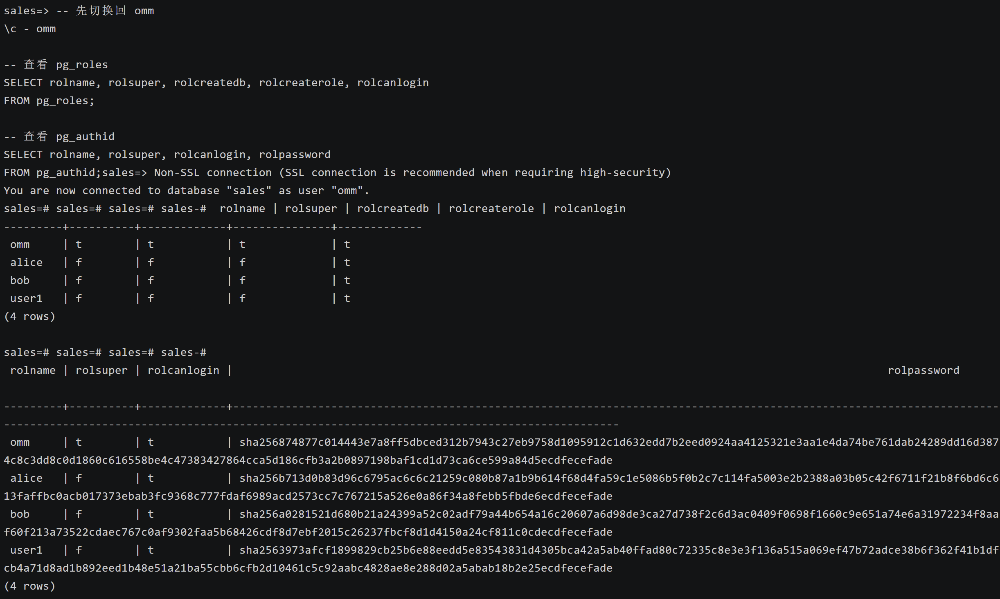 sales=> -- 先切换回 omm
\c - omm
-- 查看 pg_roles
SELECT rolname, rolsuper, rolcreatedb, rolcreaterole, rolcanlogin
FROM pg_roles;
-- 查看 pg_authid
SELECT rolname, rolsuper, rolcanlogin, rolpassword
FROM pg_authid;sales=> Non-SSL connection (SSL connection is recommended when requiring high-security)
You are now connected to database "sales" as user "omm".
sales=# sales=# sales=# sales-#  rolname | rolsuper | rolcreatedb | rolcreaterole | rolcanlogin
---------+----------+-------------+---------------+-------------
 omm     | t        | t           | t             | t
 alice   | f        | f           | f             | t
 bob     | f        | f           | f             | t
 user1   | f        | f           | f             | t
(4 rows)
sales=# sales=# sales=# sales-#
 rolname | rolsuper | rolcanlogin |                                                                                                    rolpassword
---------+----------+-------------+---------------------------------------------------------------------------------------------------------------------
----------------------------------------------------------------------------------------------
 omm     | t        | t           | sha256874877c014443e7a8ff5dbced312b7943c27eb9758d1095912c1d632edd7b2eed0924aa4125321e3aa1e4da74be761dab24289dd16d387
4c8c3dd8c0d1860c616558be4c47383427864cca5d186cfb3a2b0897198baf1cd1d73ca6ce599a84d5ecdfecefade
 alice   | f        | t           | sha256b713d0b83d96c6795ac6c6c21259c080b87a1b9b614f68d4fa59c1e5086b5f0b2c7c114fa5003e2b2388a03b05c42f6711f21b8f6bd6c6
13faffbc0acb017373ebab3fc9368c777fdaf6989acd2573cc7c767215a526e0a86f34a8febb5fbde6ecdfecefade
 bob     | f        | t           | sha256a0281521d680b21a24399a52c02adf79a44b654a16c20607a6d98de3ca27d738f2c6d3ac0409f0698f1660c9e651a74e6a31972234f8aa
f60f213a73522cdaec767c0af9302faa5b68426cdf8d7ebf2015c26237fbcf8d1d4150a24cf811c0cdecdfecefade
 user1   | f        | t           | sha2563973afcf1899829cb25b6e88eedd5e83543831d4305bca42a5ab40ffad80c72335c8e3e3f136a515a069ef47b72adce38b6f362f41b1df
cb4a71d8ad1b892eed1b48e51a21ba55cbb6cfb2d10461c5c92aabc4828ae8e288d02a5abab18b2e25ecdfecefade
(4 rows)